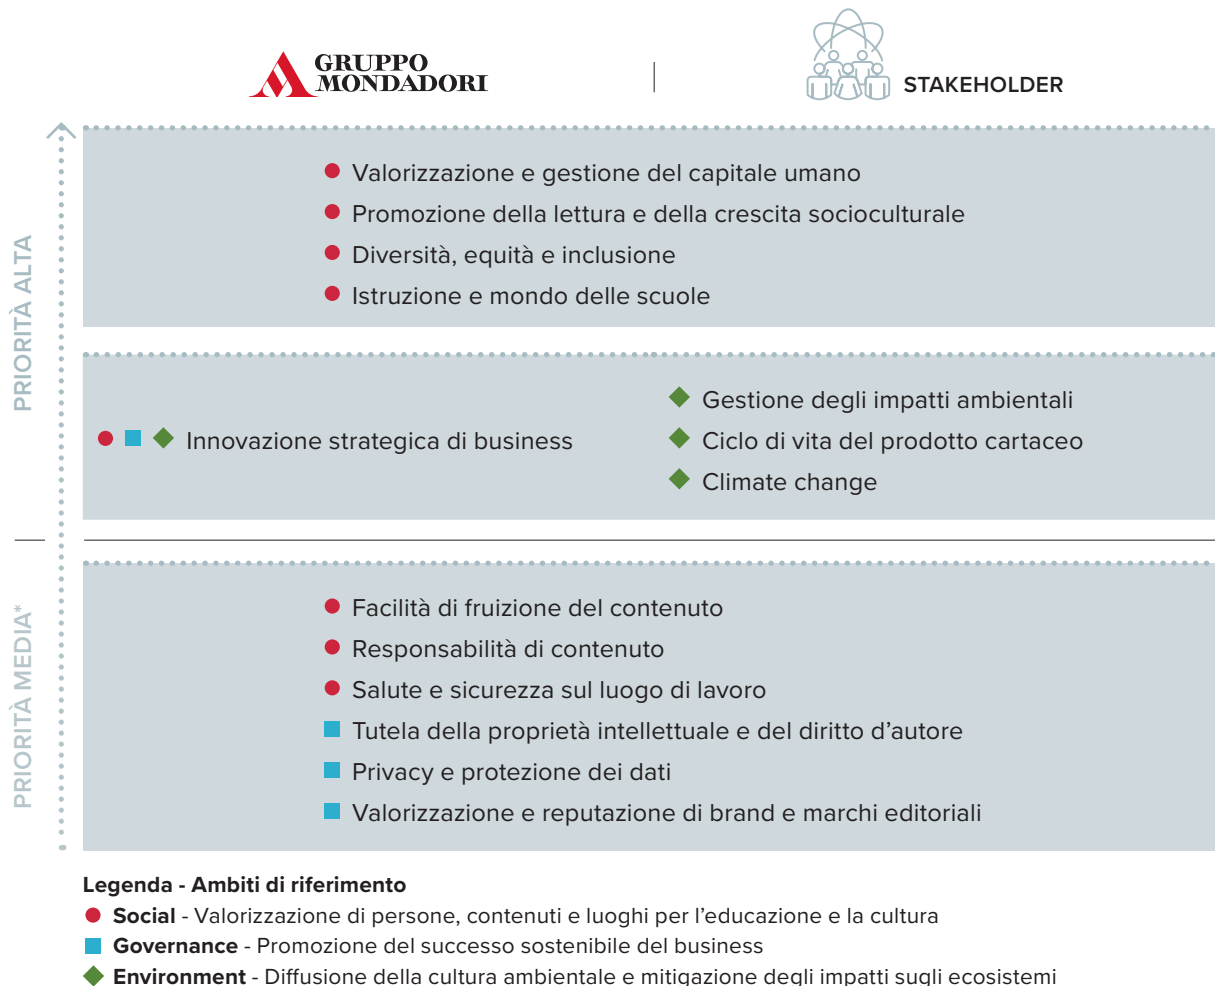 GRUPPO
MONDADORI
STAKEHOLDER
PRIORITÀ ALTA
Valorizzazione e gestione del capitale umano
Promozione della lettura e della crescita socioculturale
Diversità, equità e inclusione
Istruzione e mondo delle scuole
Innovazione strategica di business
Gestione degli impatti ambientali
Ciclo di vita del prodotto cartaceo
Climate change
PRIORITÀ MEDIA*
Facilità di fruizione del contenuto
Responsabilità di contenuto
Salute e sicurezza sul luogo di lavoro
Tutela della proprietà intellettuale e del diritto d’autore
Privacy e protezione dei dati
Valorizzazione e reputazione di brand e marchi editoriali
Legenda - Ambiti di riferimento
Social - Valorizzazione di persone, contenuti e luoghi per l’educazione e la cultura
Governance - Promozione del successo sostenibile del business
Environment - Diffusione della cultura ambientale e mitigazione degli impatti sugli ecosistemi